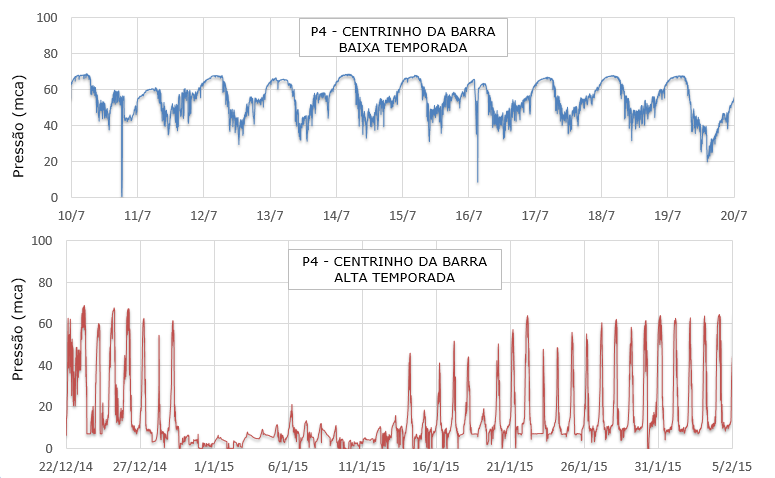 P4 - CENTRINHO DA BARRA
BAIXA TEMPORADA
Pressão (mca)
100
80
60
40
20
0
10/7 11/7 12/7 13/7 14/7 15/7 16/7 17/7 18/7 19/7 20/7
P4 - CENTRINHO DA BARRA
ALTA TEMPORADA
Pressão (mca)
100
80
60
40
20
0
22/12/14 27/12/14 1/1/15 6/1/15 11/1/15 16/1/15 21/1/15 26/1/15 31/1/15 5/2/15